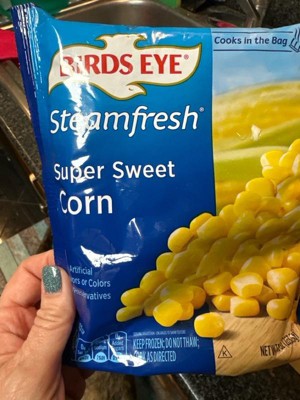 Cooks in the Bag
BIRDS EYE®
Steamfresh®
Super Sweet
Corn
Artificial
or Colors
KEEP FROZEN; DO NOT THAW;
AS DIRECTED
K
NET